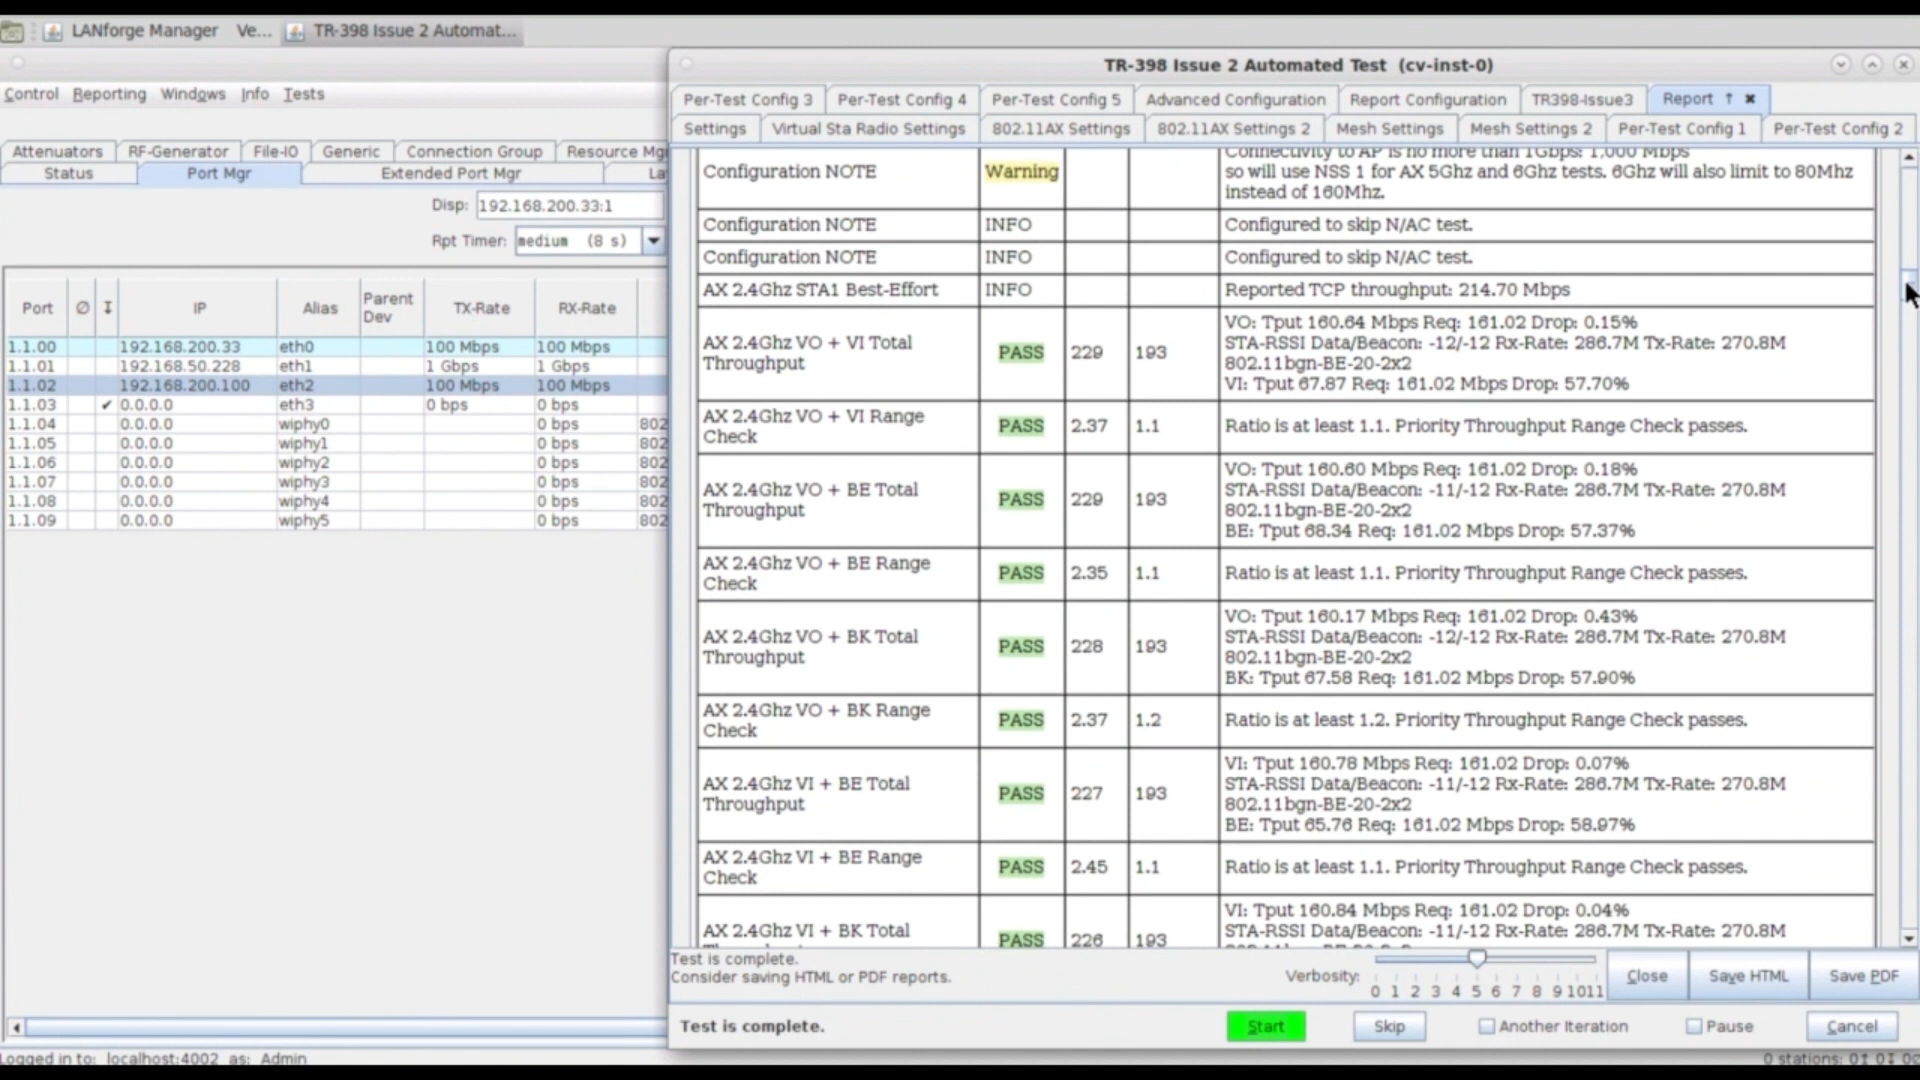 LANforge Manager Ve... TR-398 Issue 2 Automat...
TR-398 Issue 2 Automated Test (cv-inst-0)
Control Reporting Windows Info Tests
Attenuators RF-Generator File-IO Generic Connection Group Resource Mgr
Status Port Mgr Extended Port Mgr La
Disp: 192.168.200.33:1
Rpt Timer: medium (8 s)
Port ∅ ↧ IP Alias Parent Dev TX-Rate RX-Rate
1.1.00 192.168.200.33 eth0 100 Mbps 100 Mbps
1.1.01 192.168.50.228 eth1 1 Gbps 1 Gbps
1.1.02 192.168.200.100 eth2 100 Mbps 100 Mbps
1.1.03 ✔ 0.0.0.0 eth3 0 bps 0 bps
1.1.04 0.0.0.0 wiphy0 0 bps 802
1.1.05 0.0.0.0 wiphy1 0 bps 802
1.1.06 0.0.0.0 wiphy2 0 bps 802
1.1.07 0.0.0.0 wiphy3 0 bps 802
1.1.08 0.0.0.0 wiphy4 0 bps 802
1.1.09 0.0.0.0 wiphy5 0 bps 802
Logged in to: localhost:4002 as: Admin
Per-Test Config 3 Per-Test Config 4 Per-Test Config 5 Advanced Configuration Report Configuration TR398-Issue3 Report ↑ ✖
Settings Virtual Sta Radio Settings 802.11AX Settings 802.11AX Settings 2 Mesh Settings Mesh Settings 2 Per-Test Config 1 Per-Test Config 2
Configuration NOTE Warning Connectivity to AP is no more than 1Gbps: 1,000 Mbps
so will use NSS 1 for AX 5Ghz and 6Ghz tests. 6Ghz will also limit to 80Mhz
instead of 160Mhz.
Configuration NOTE INFO Configured to skip N/AC test.
Configuration NOTE INFO Configured to skip N/AC test.
AX 2.4Ghz STA1 Best-Effort INFO Reported TCP throughput: 214.70 Mbps
AX 2.4Ghz VO + VI Total
Throughput
PASS 229 193
VO: Tput 160.64 Mbps Req: 161.02 Drop: 0.15%
STA-RSSI Data/Beacon: -12/-12 Rx-Rate: 286.7M Tx-Rate: 270.8M
802.11bgn-BE-20-2x2
VI: Tput 67.87 Req: 161.02 Mbps Drop: 57.70%
AX 2.4Ghz VO + VI Range
Check
PASS 2.37 1.1 Ratio is at least 1.1. Priority Throughput Range Check passes.
AX 2.4Ghz VO + BE Total
Throughput
PASS 229 193
VO: Tput 160.60 Mbps Req: 161.02 Drop: 0.18%
STA-RSSI Data/Beacon: -11/-12 Rx-Rate: 286.7M Tx-Rate: 270.8M
802.11bgn-BE-20-2x2
BE: Tput 68.34 Req: 161.02 Mbps Drop: 57.37%
AX 2.4Ghz VO + BE Range
Check
PASS 2.35 1.1 Ratio is at least 1.1. Priority Throughput Range Check passes.
AX 2.4Ghz VO + BK Total
Throughput
PASS 228 193
VO: Tput 160.17 Mbps Req: 161.02 Drop: 0.43%
STA-RSSI Data/Beacon: -12/-12 Rx-Rate: 286.7M Tx-Rate: 270.8M
802.11bgn-BE-20-2x2
BK: Tput 67.58 Req: 161.02 Mbps Drop: 57.90%
AX 2.4Ghz VO + BK Range
Check
PASS 2.37 1.2 Ratio is at least 1.2. Priority Throughput Range Check passes.
AX 2.4Ghz VI + BE Total
Throughput
PASS 227 193
VI: Tput 160.78 Mbps Req: 161.02 Drop: 0.07%
STA-RSSI Data/Beacon: -11/-12 Rx-Rate: 286.7M Tx-Rate: 270.8M
802.11bgn-BE-20-2x2
BE: Tput 65.76 Req: 161.02 Mbps Drop: 58.97%
AX 2.4Ghz VI + BE Range
Check
PASS 2.45 1.1 Ratio is at least 1.1. Priority Throughput Range Check passes.
AX 2.4Ghz VI + BK Total
PASS 226 193
VI: Tput 160.84 Mbps Req: 161.02 Drop: 0.04%
STA-RSSI Data/Beacon: -11/-12 Rx-Rate: 286.7M Tx-Rate: 270.8M
Test is complete.
Consider saving HTML or PDF reports.
Verbosity: 0 1 2 3 4 5 6 7 8 9 10 11
Close Save HTML Save PDF
Test is complete.
Start Skip Another Iteration Pause Cancel
0 stations: